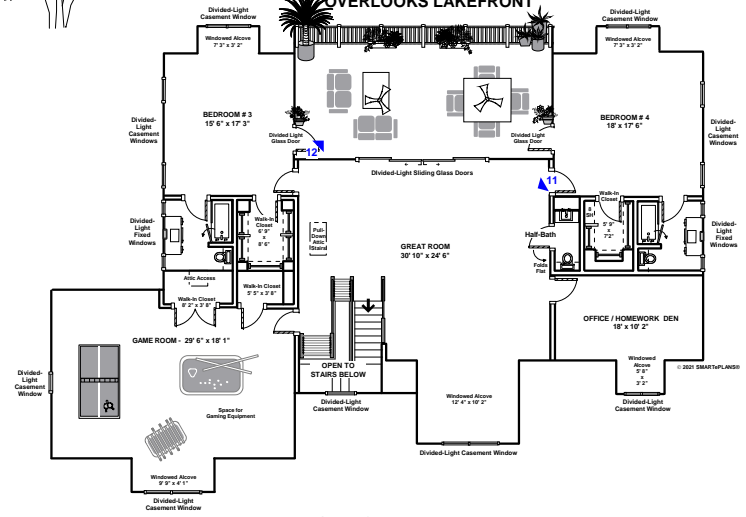 OVERLOOKS LAKEFRONT
Divided-Light
Casement Window
Windowed Alcove
7' 3" x 3' 2"
Divided-Light
Casement Window
Windowed Alcove
7' 3" x 3' 2"
BEDROOM # 3
15' 6" x 17' 3"
BEDROOM # 4
18' x 17' 6"
Divided-
Light
Casement
Windows
Divided-
Light
Casement
Windows
Divided Light
Glass Door
12
Divided Light
Glass Door
Divided-Light Sliding Glass Doors
11
Divided-
Light
Fixed
Windows
Walk-In
Closet
6' 9"
x
8' 6"
Pull-
Down
Attic
Stairs
GREAT ROOM
30' 10" x 24' 6"
Half-Bath
Folds
Flat
Walk-In
Closet
8
SH
5' 9"
x
7'2"
Divided-
Light
Fixed
Windows
Attic Access
Walk-In Closet
8' 2" x 3' 8"
Walk-In Closet
5' 5" x 3' 8"
GAME ROOM - 29' 6" x 18' 1"
OFFICE / HOMEWORK DEN
18' x 10' 2"
Divided-
Light
Casement
Window
Space for
Gaming Equipment
OPEN TO
STAIRS BELOW
Divided-Light
Casement Window
Windowed Alcove
12' 4" x 10' 2"
Divided-Light Casement Window
Windowed
Alcove
5' 8"
x
3' 2"
© 2021 SMARTePLANS®
Divided-Light
Casement Window
Windowed Alcove
9' 9" x 4' 1"
Divided-Light
Casement Window